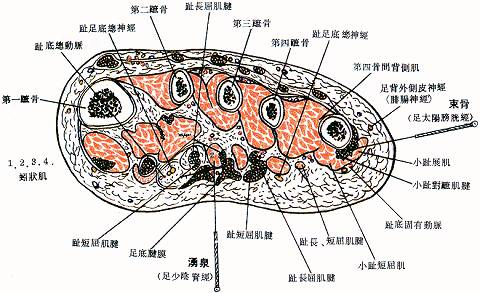 第二蹠骨
趾長屈肌腱
趾足底總神經
第三蹠骨
趾底總動脈
第四蹠骨
趾足底總神經
第四骨間背側肌
第一蹠骨
足背外側皮神經
(腓腸神經)
束骨
(足太陽膀胱經)
1. 2. 3. 4.
蚓狀肌
小趾展肌
小趾對蹠肌腱
趾底固有動脈
趾短屈肌腱
足底腱膜
湧泉
(足少陰腎經)
趾短屈肌腱
趾長、短屈肌腱
趾長屈肌腱
小趾短屈肌